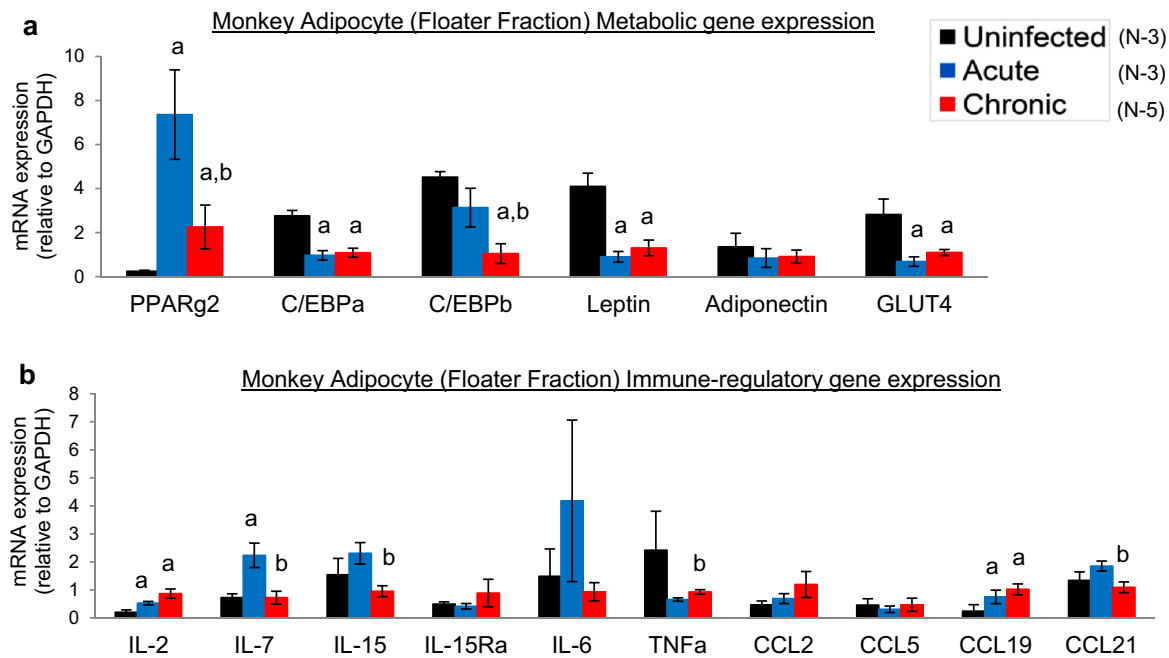 a
Monkey Adipocyte (Floater Fraction) Metabolic gene expression
Uninfected (N-3)
Acute (N-3)
Chronic (N-5)
mRNA expression
(relative to GAPDH)
10
8
6
4
2
0
a
a,b
a a
a,b
a a
a a
PPARg2 C/EBPa C/EBPb Leptin Adiponectin GLUT4
b
Monkey Adipocyte (Floater Fraction) Immune-regulatory gene expression
mRNA expression
(relative to GAPDH)
8
7
6
5
4
3
2
1
0
a a
a b
b
b
a a
b
IL-2 IL-7 IL-15 IL-15Ra IL-6 TNFa CCL2 CCL5 CCL19 CCL21